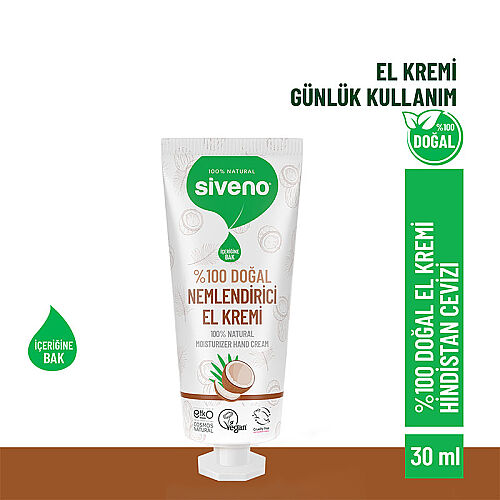 EL KREMİ
GÜNLÜK KULLANIM
%100
DOĞAL
100% NATURAL
siveno
İÇERİĞİNE
BAK
%100 DOĞAL
NEMLENDİRİCİ
EL KREMİ
100% NATURAL
MOISTURIZER HAND CREAM
COSMOS
NATURAL
Vegan
Cruelty free
İÇERİĞİNE
BAK
%100 DOĞAL EL KREMİ
HİNDİSTAN CEVİZİ
30 ml